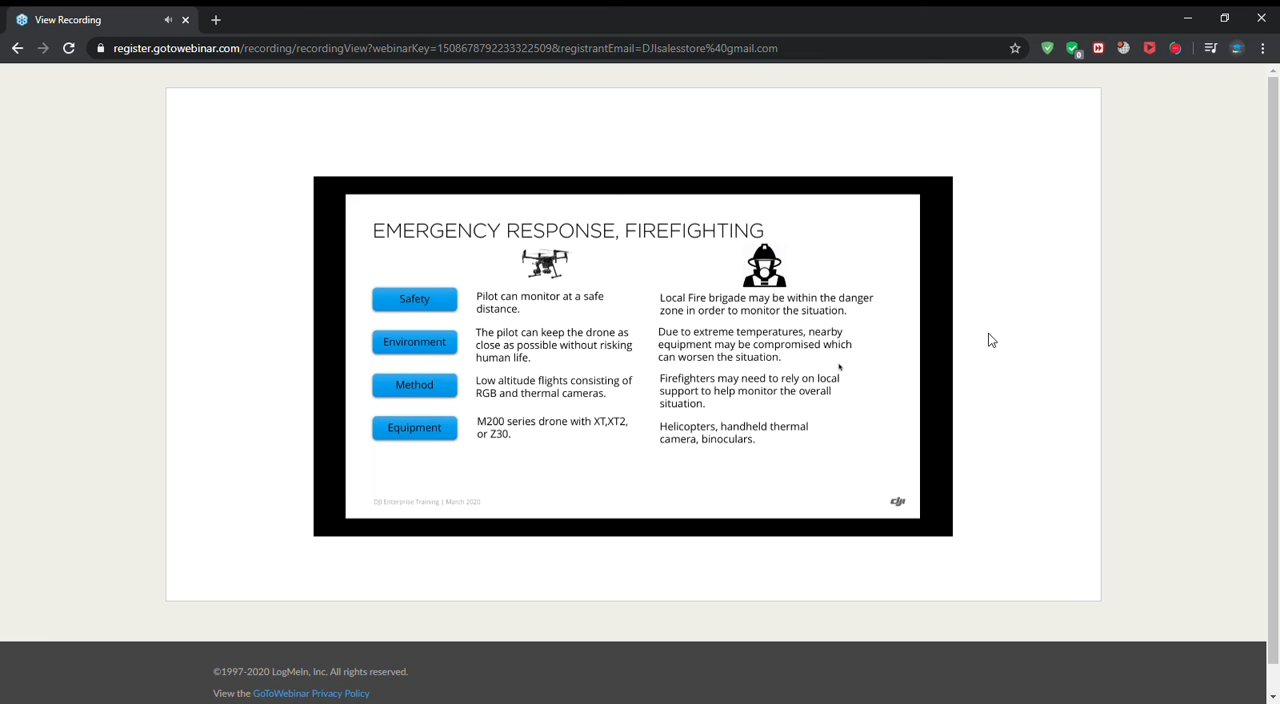 View Recording
register.gotowebinar.com/recording/recordingView?webinarKey=1508678792233322509&registrantEmail=DJIsalesstore%40gmail.com
0
EMERGENCY RESPONSE, FIREFIGHTING
Safety
Pilot can monitor at a safe
distance.
Local Fire brigade may be within the danger
zone in order to monitor the situation.
Environment
The pilot can keep the drone as
close as possible without risking
human life.
Due to extreme temperatures, nearby
equipment may be compromised which
can worsen the situation.
Method
Low altitude flights consisting of
RGB and thermal cameras.
Firefighters may need to rely on local
support to help monitor the overall
situation.
Equipment
M200 series drone with XT,XT2,
or Z30.
Helicopters, handheld thermal
camera, binoculars.
DJI Enterprise Training | March 2020
dji
©1997-2020 LogMeIn, Inc. All rights reserved.
View the GoToWebinar Privacy Policy